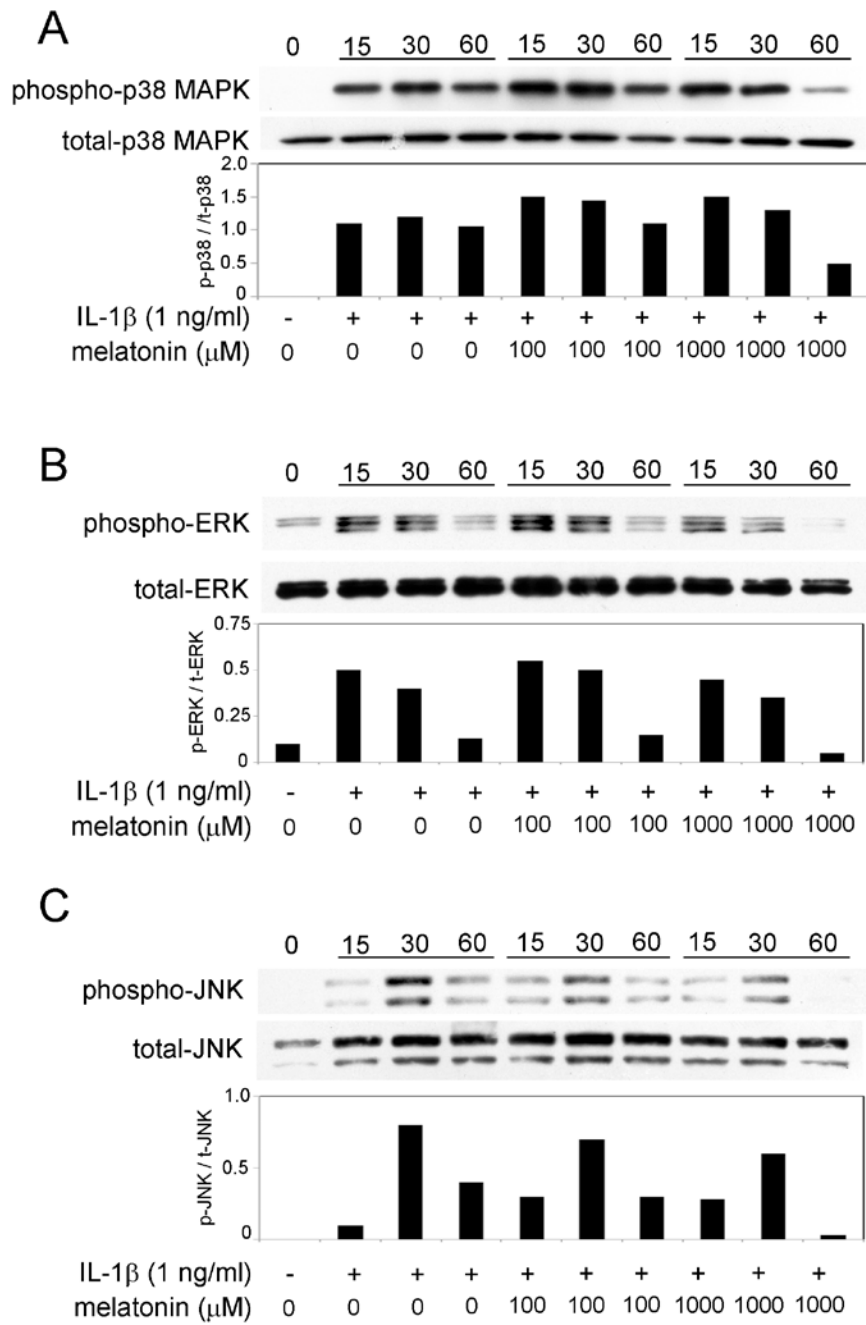 A
0 15 30 60 15 30 60 15 30 60
phospho-p38 MAPK
total-p38 MAPK
p-p38 / /t-p38
2.0
1.5
1.0
0.5
0
IL-1β (1 ng/ml) - + + + + + + + + +
melatonin (μM) 0 0 0 0 100 100 100 1000 1000 1000
B
0 15 30 60 15 30 60 15 30 60
phospho-ERK
total-ERK
p-ERK / t-ERK
0.75
0.5
0.25
0
IL-1β (1 ng/ml) - + + + + + + + + +
melatonin (μM) 0 0 0 0 100 100 100 1000 1000 1000
C
0 15 30 60 15 30 60 15 30 60
phospho-JNK
total-JNK
p-JNK / t-JNK
1.0
0.5
0
IL-1β (1 ng/ml) - + + + + + + + + +
melatonin (μM) 0 0 0 0 100 100 100 1000 1000 1000